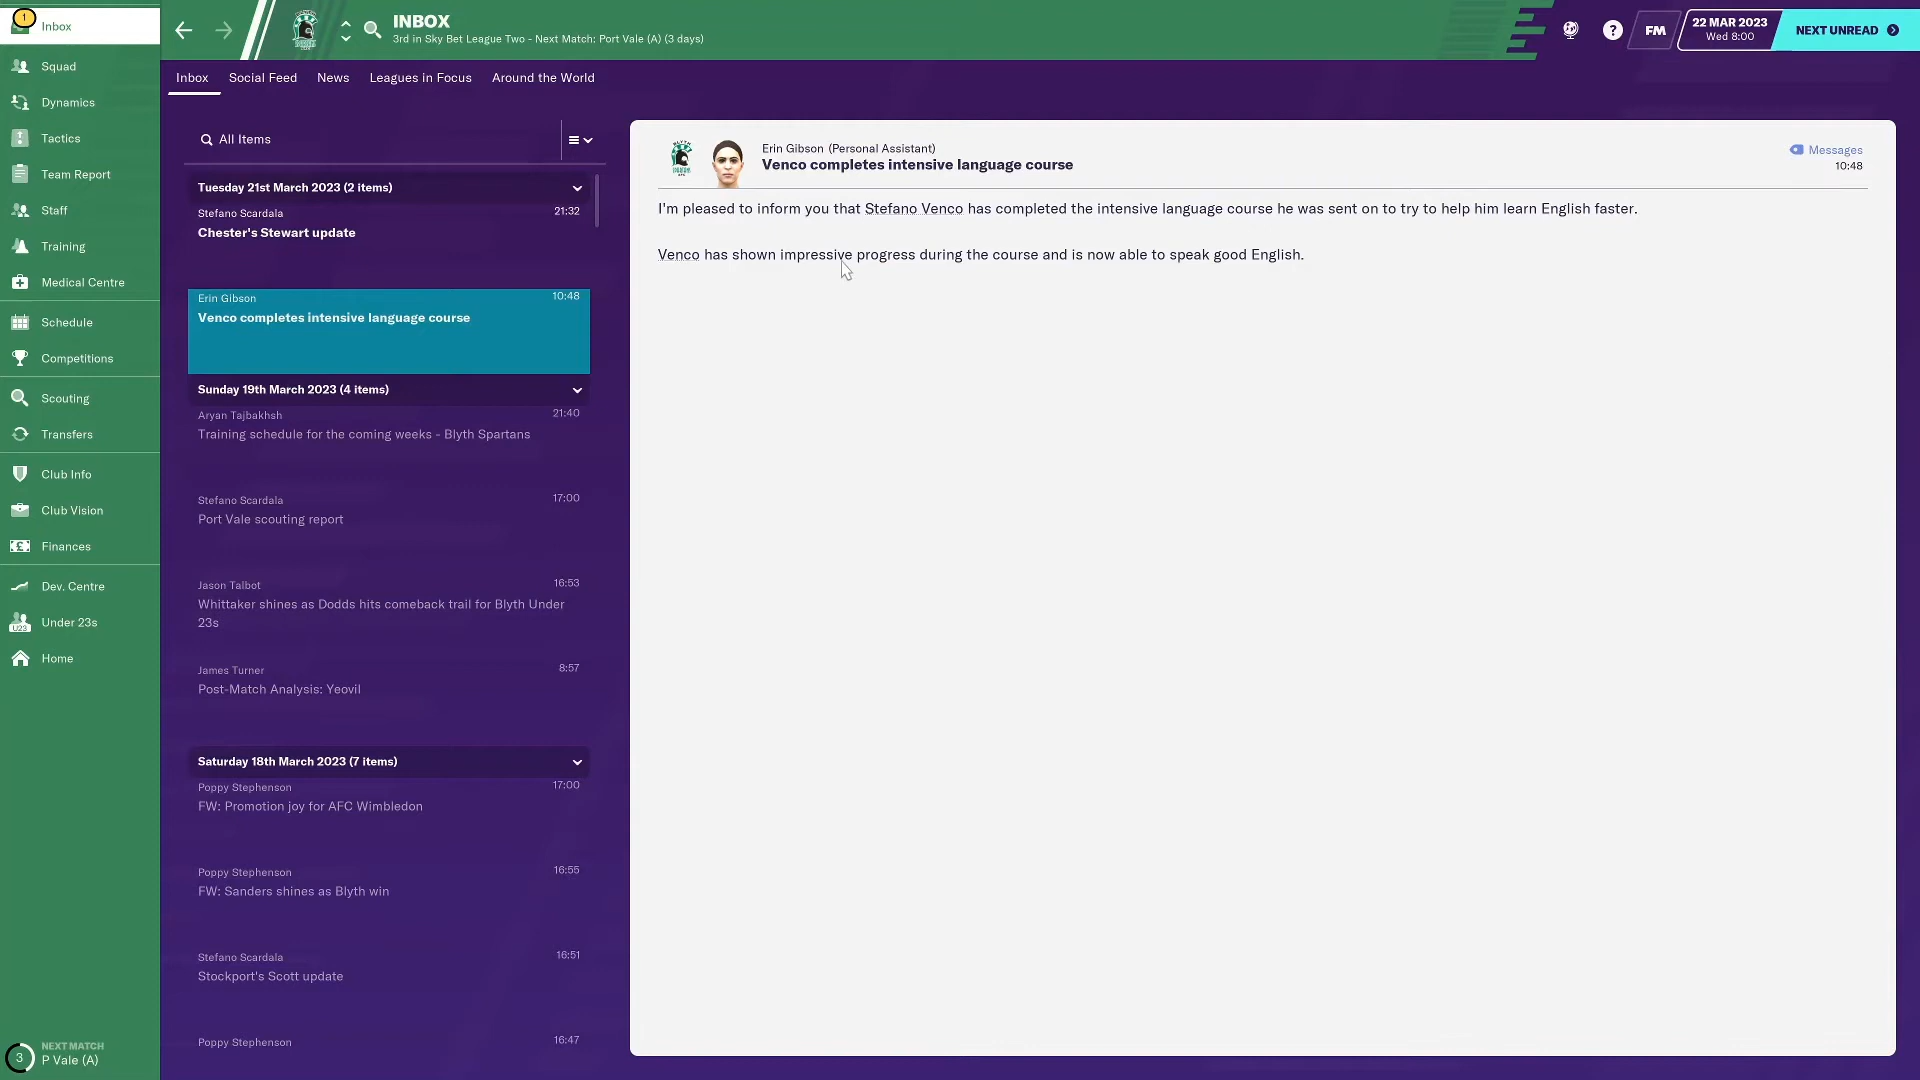 1
Inbox
Squad
Dynamics
Tactics
Team Report
Staff
Training
Medical Centre
Schedule
Competitions
Scouting
Transfers
Club Info
Club Vision
Finances
Dev. Centre
U23
Under 23s
Home
3
NEXT MATCH
P Vale (A)
INBOX
3rd in Sky Bet League Two - Next Match: Port Vale (A) (3 days)
?
FM
22 MAR 2023
Wed 8:00
NEXT UNREAD
Inbox Social Feed News Leagues in Focus Around the World
All Items
Tuesday 21st March 2023 (2 items)
Stefano Scardala 21:32
Chester's Stewart update
Erin Gibson 10:48
Venco completes intensive language course
Sunday 19th March 2023 (4 items)
Aryan Tajbakhsh 21:40
Training schedule for the coming weeks - Blyth Spartans
Stefano Scardala 17:00
Port Vale scouting report
Jason Talbot 16:53
Whittaker shines as Dodds hits comeback trail for Blyth Under
23s
James Turner 8:57
Post-Match Analysis: Yeovil
Saturday 18th March 2023 (7 items)
Poppy Stephenson 17:00
FW: Promotion joy for AFC Wimbledon
Poppy Stephenson 16:55
FW: Sanders shines as Blyth win
Stefano Scardala 16:51
Stockport's Scott update
Poppy Stephenson 16:47
Erin Gibson (Personal Assistant)
Venco completes intensive language course
Messages
10:48
I'm pleased to inform you that Stefano Venco has completed the intensive language course he was sent on to try to help him learn English faster.
Venco has shown impressive progress during the course and is now able to speak good English.